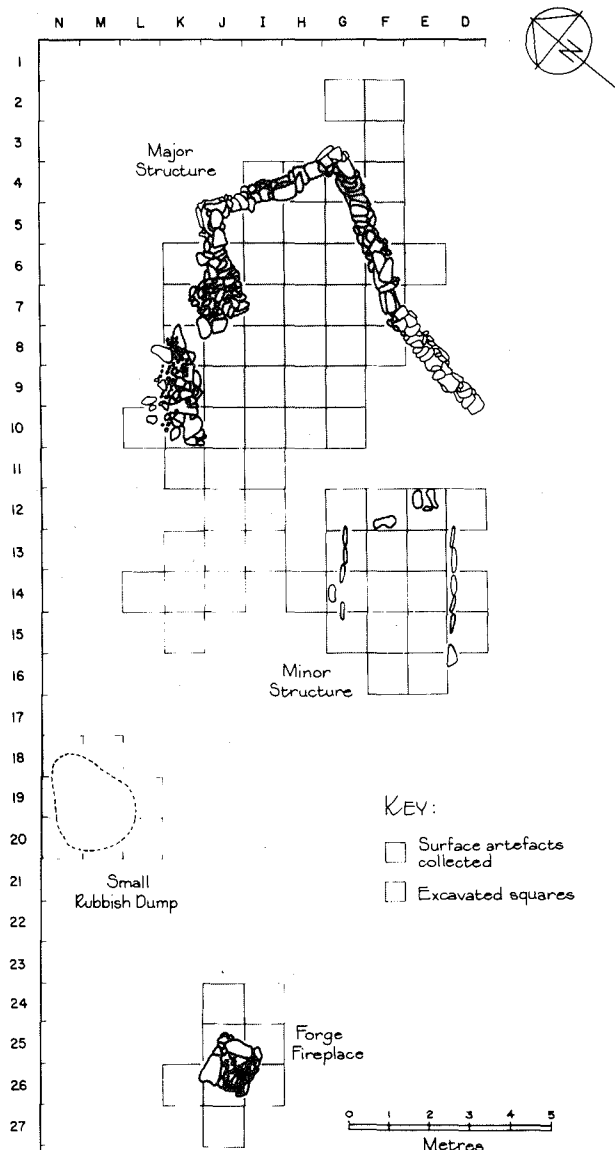 N M L K J I H G F E D
N
1
2
3
Major
Structure
4
5
6
7
8
9
10
11
12
13
14
15
Minor
Structure
16
17
18
19
20
Small
Rubbish Dump
KEY:
Surface artefacts
collected
Excavated squares
21
22
23
24
25
Forge
Fireplace
26
27
0 1 2 3 4 5
Metres